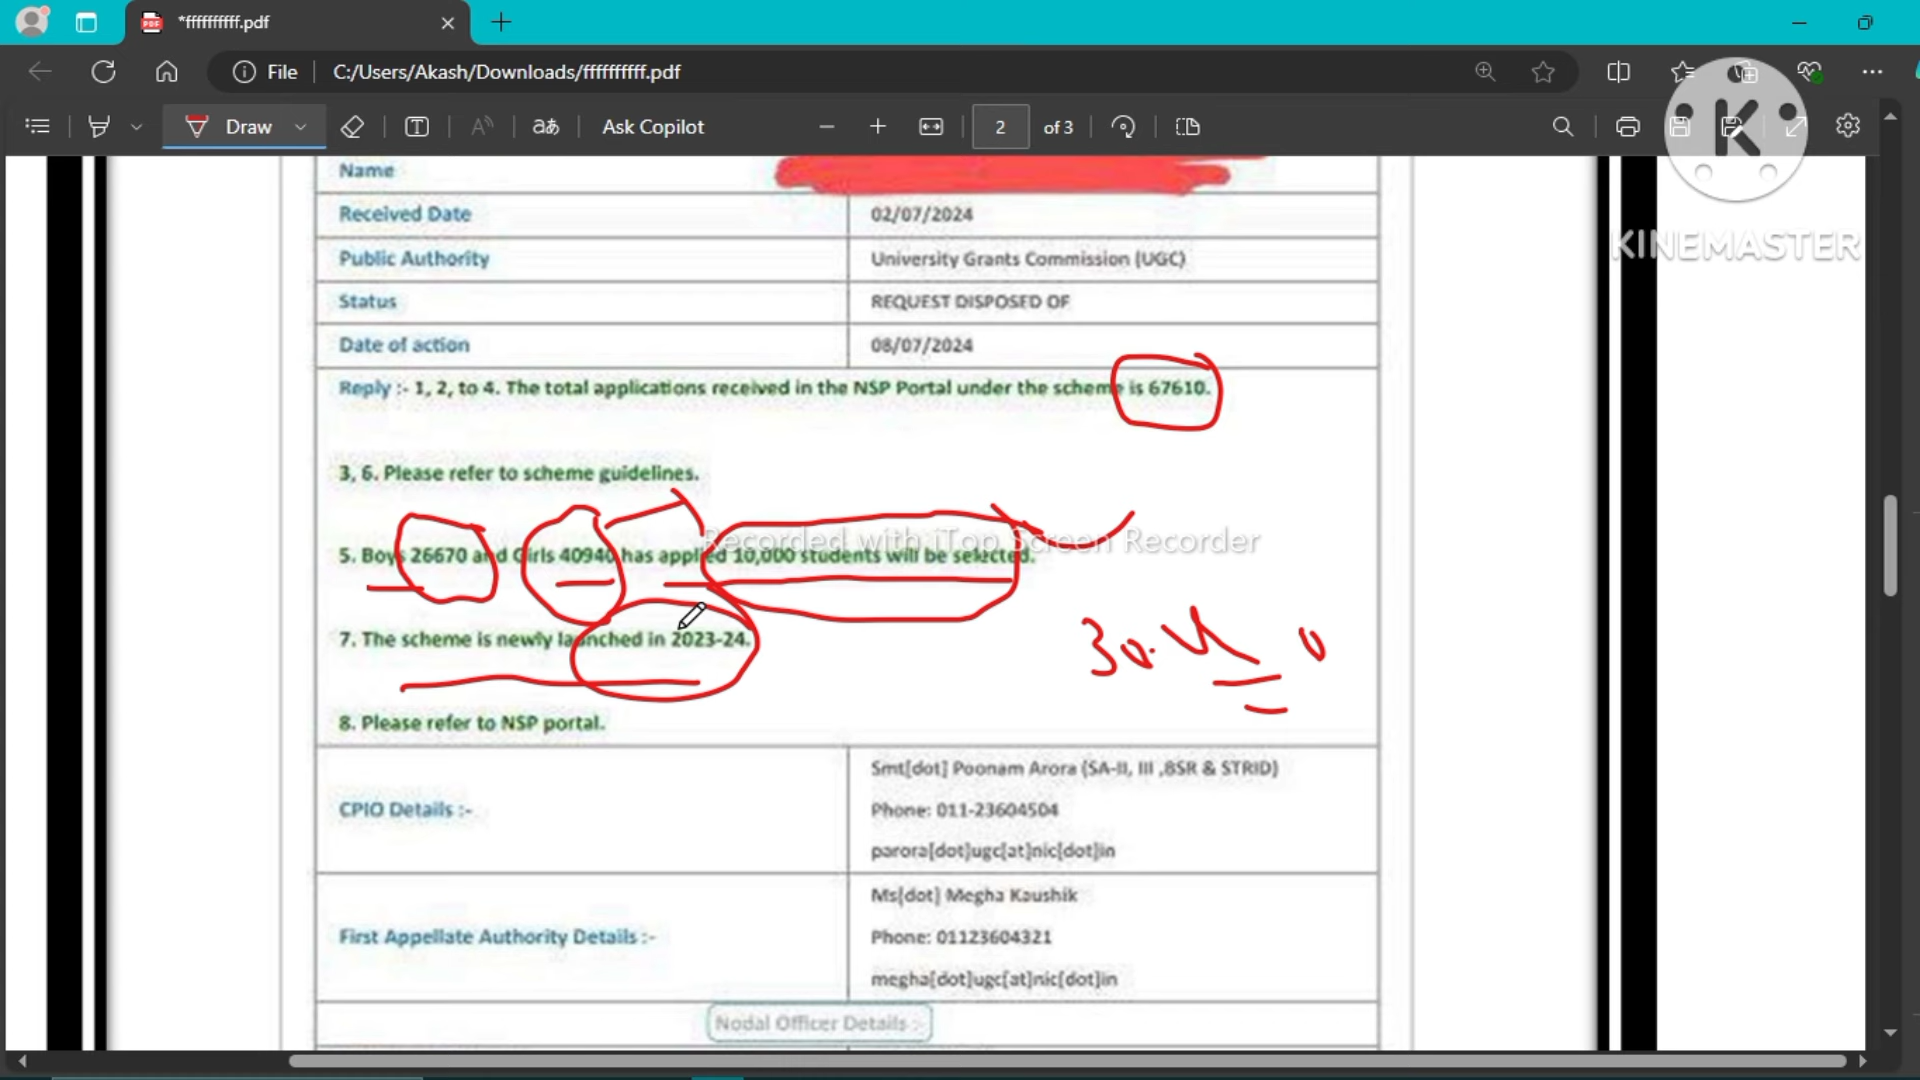 *ffffffffff.pdf
File C:/Users/Akash/Downloads/ffffffffff.pdf
Draw T aあ Ask Copilot 2 of 3
K
KINEMASTER
Name
Received Date 02/07/2024
Public Authority University Grants Commission (UGC)
Status REQUEST DISPOSED OF
Date of action 08/07/2024
Reply :- 1, 2, to 4. The total applications received in the NSP Portal under the scheme is 67610.
3, 6. Please refer to scheme guidelines.
Recorded with iTop Screen Recorder
5. Boys 26670 and Girls 40940 has applied 10,000 students will be selected.
7. The scheme is newly launched in 2023-24.
8. Please refer to NSP portal.
CPIO Details :-
Smt[dot] Poonam Arora (SA-II, III ,BSR & STRID)
Phone: 011-23604504
parora[dot]ugc[at]nic[dot]in
First Appellate Authority Details :-
Ms[dot] Megha Kaushik
Phone: 01123604321
megha[dot]ugc[at]nic[dot]in
Nodal Officer Details :-